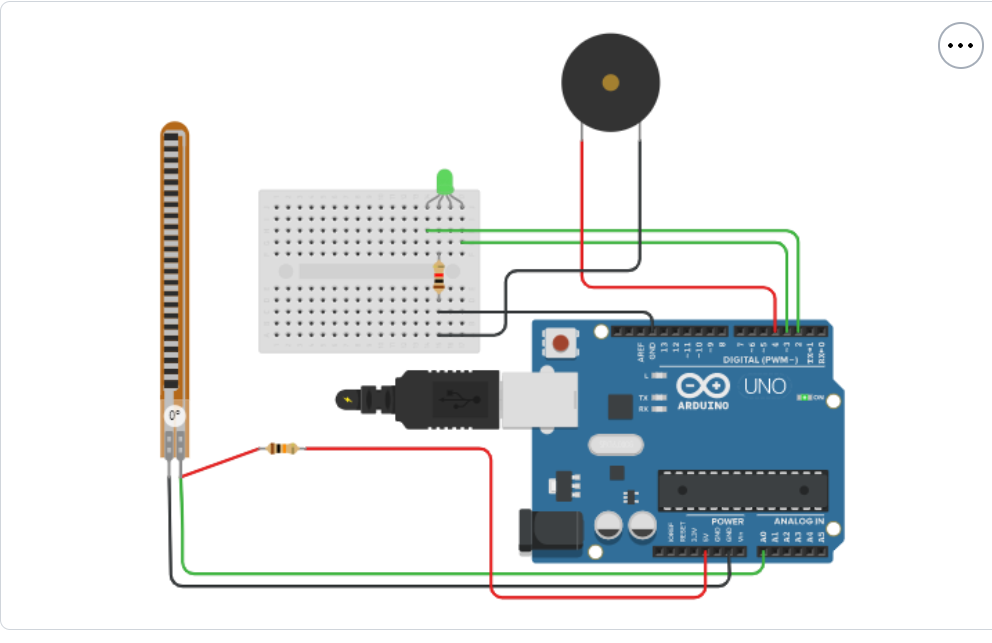 AREF
GND
13
12
~11
~10
~9
8
7
~6
~5
4
~3
2
TX→1
RX←0
DIGITAL (PWM~)
L
TX
RX
UNO
ARDUINO
ON
0°
POWER
ANALOG IN
IOREF
RESET
3.3V
5V
GND
GND
Vin
A0
A1
A2
A3
A4
A5